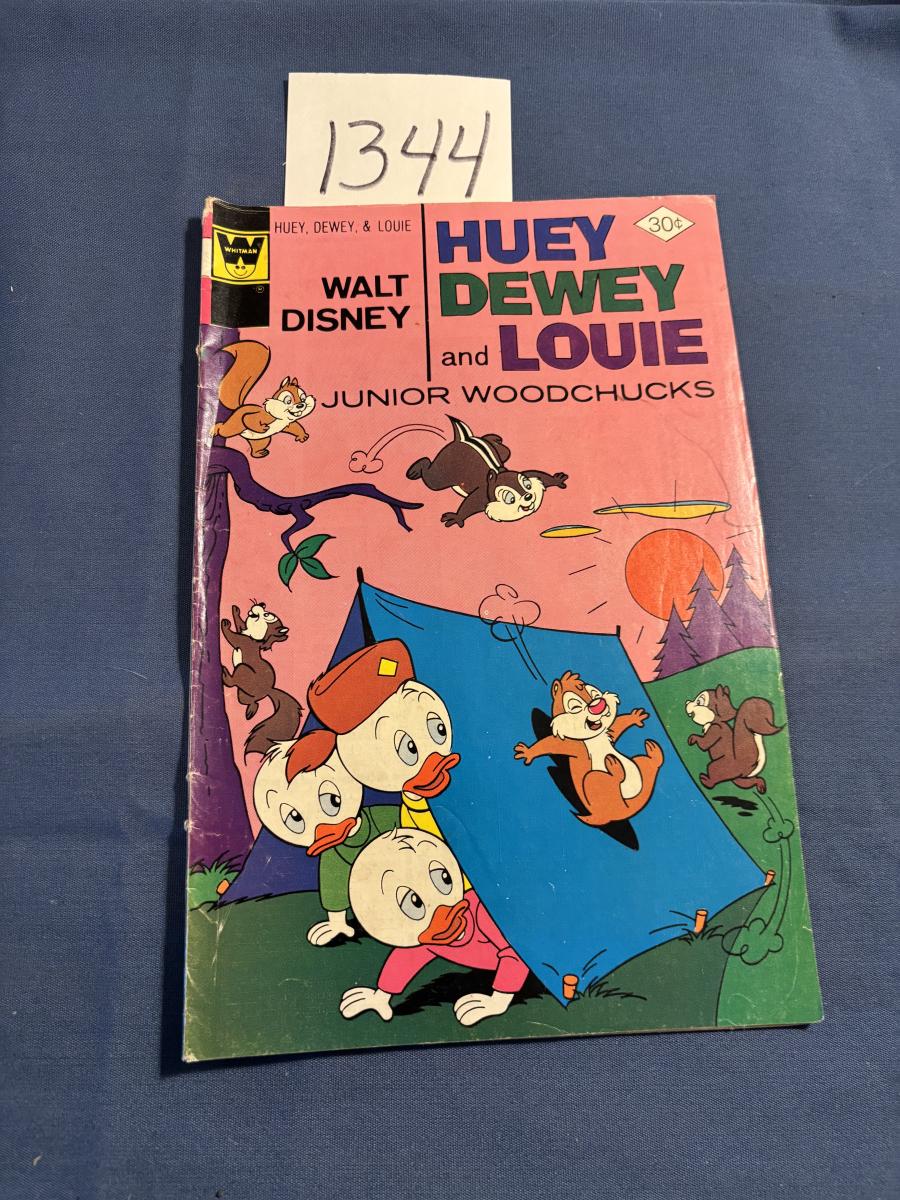 1344
WHITMAN
HUEY, DEWEY, & LOUIE
WALT
DISNEY
HUEY
DEWEY
and LOUIE
JUNIOR WOODCHUCKS
30¢